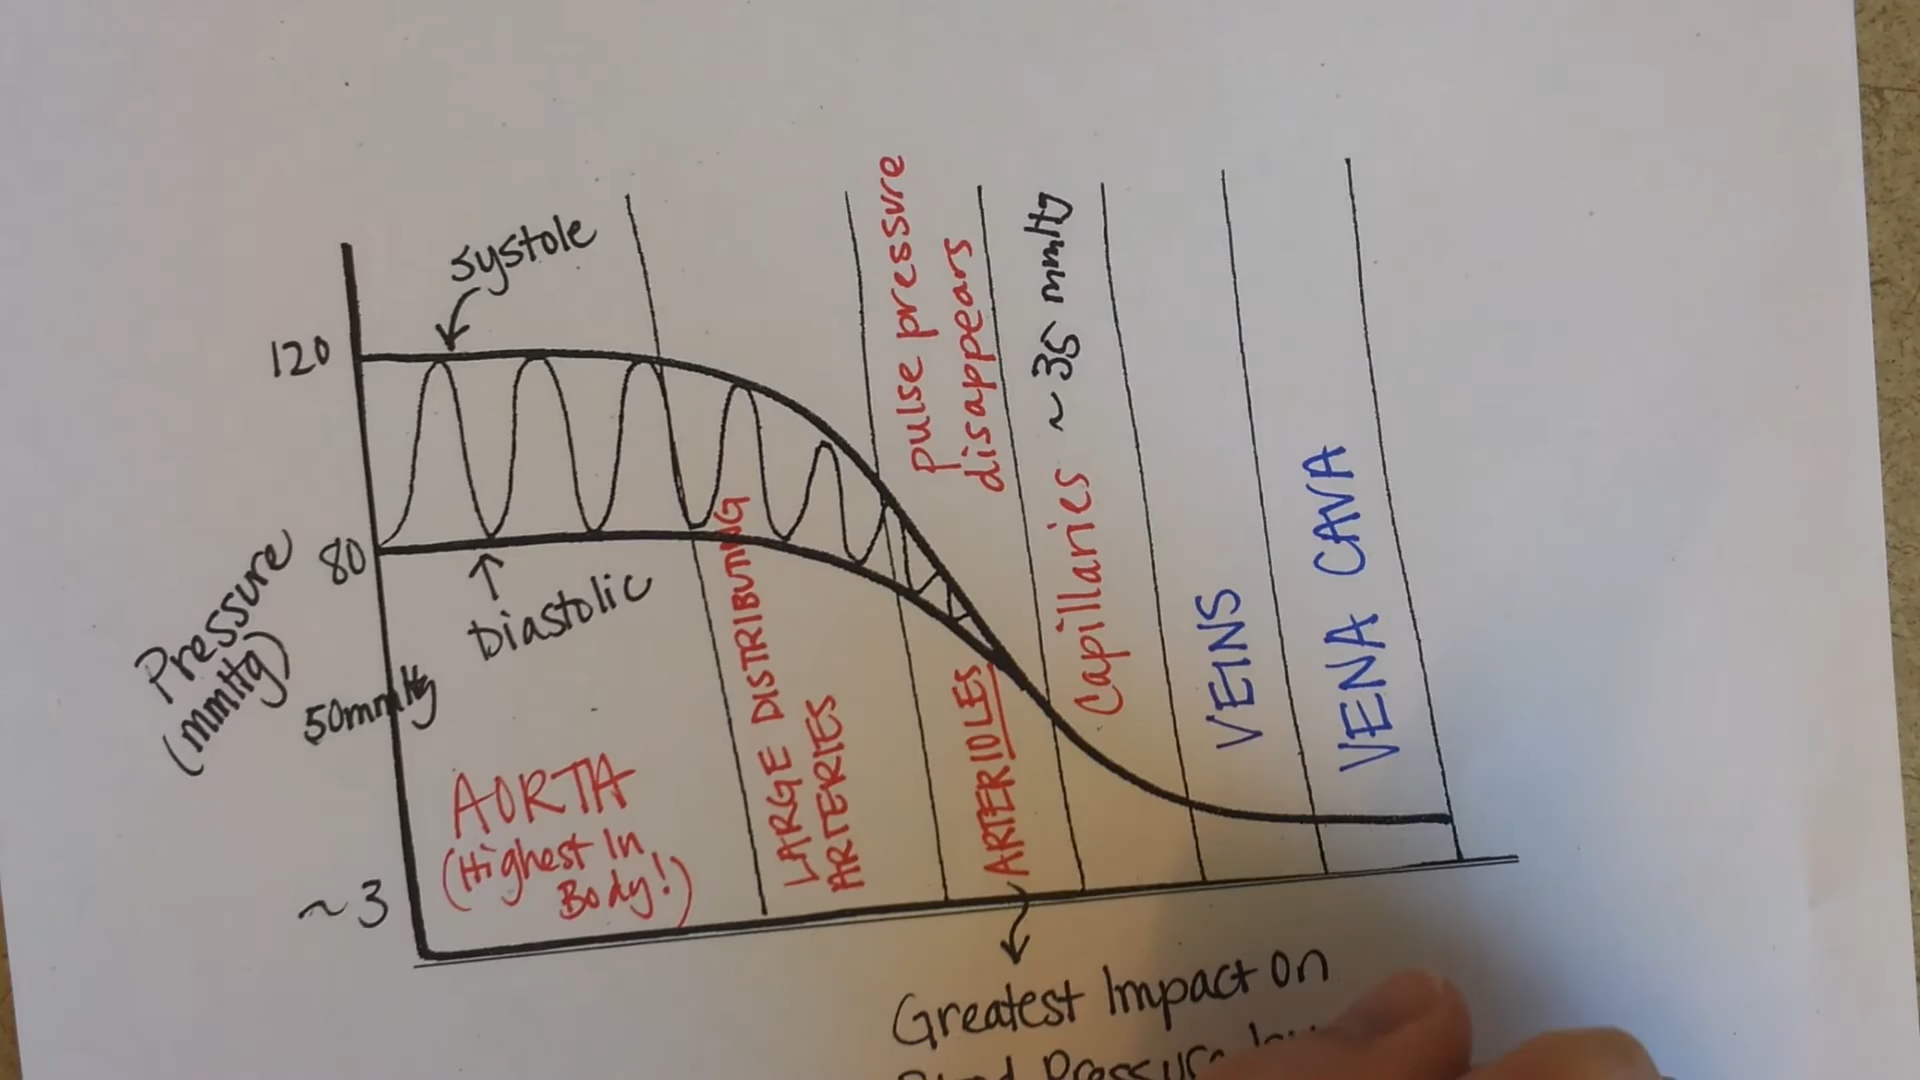 systole
120
80
Diastolic
Pressure
(mmHg)
50mmHg
~3
AORTA
(Highest In
Body!)
LARGE DISTRIBUTING
ARTERIES
ARTERIOLES
pulse pressure
disappears
Capillaries ~35 mmHg
VEINS
VENA CAVA
Greatest Impact On
Pressure